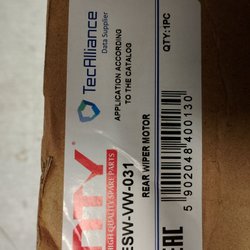 TecAlliance
Data Supplier
APPLICATION ACCORDING
TO THE CATALOG
QTY:1PC
HIGH QUALITY SPARE PARTS
ESW-VW-031
REAR WIPER MOTOR
5 902048 400130
EAC